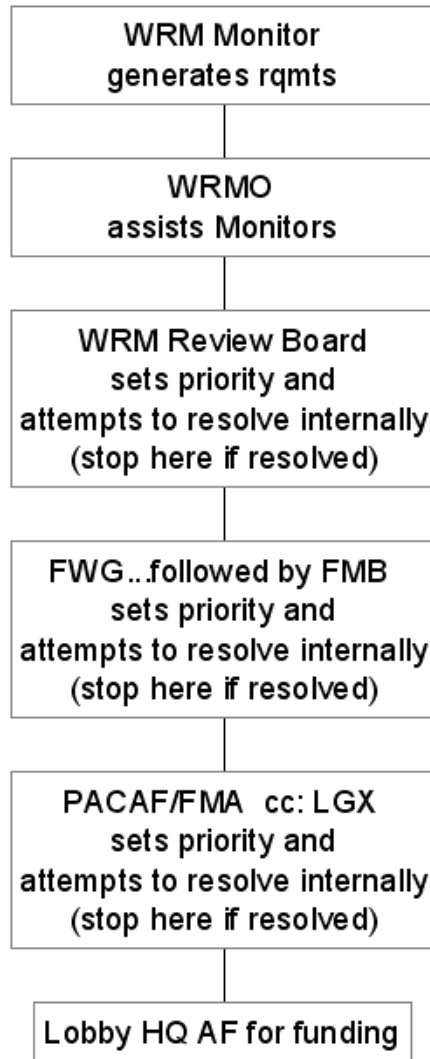 WRM Monitor
generates rqmts
WRMO
assists Monitors
WRM Review Board
sets priority and
attempts to resolve internally
(stop here if resolved)
FWG...followed by FMB
sets priority and
attempts to resolve internally
(stop here if resolved)
PACAF/FMA cc: LGX
sets priority and
attempts to resolve internally
(stop here if resolved)
Lobby HQ AF for funding